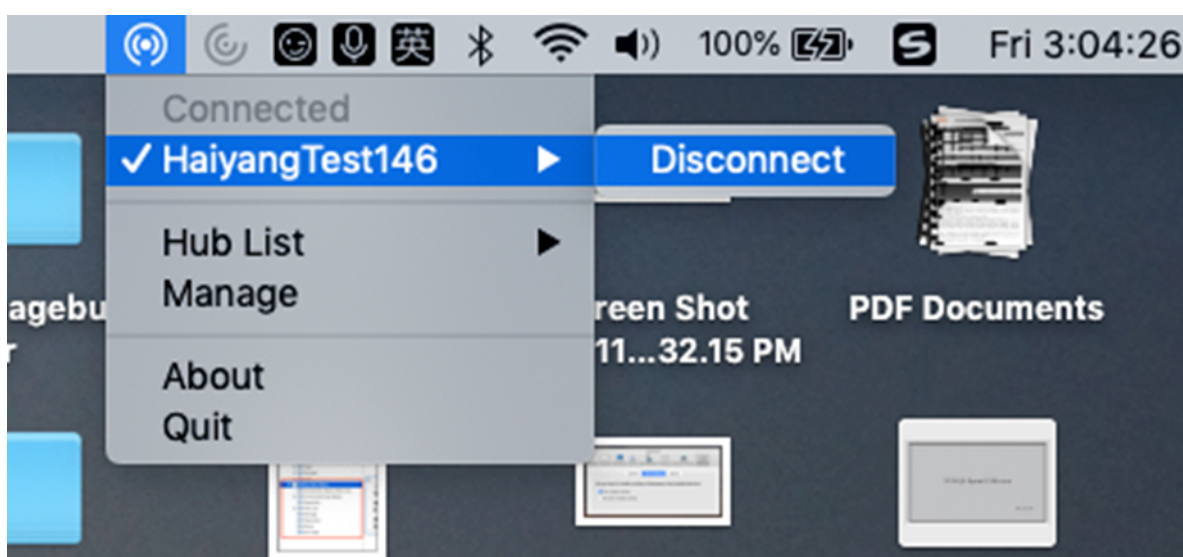 英 100% S Fri 3:04:26
Connected
HaiyangTest146
Disconnect
Hub List
Manage
About
Quit
agebu
r
reen Shot
11...32.15 PM
PDF Documents